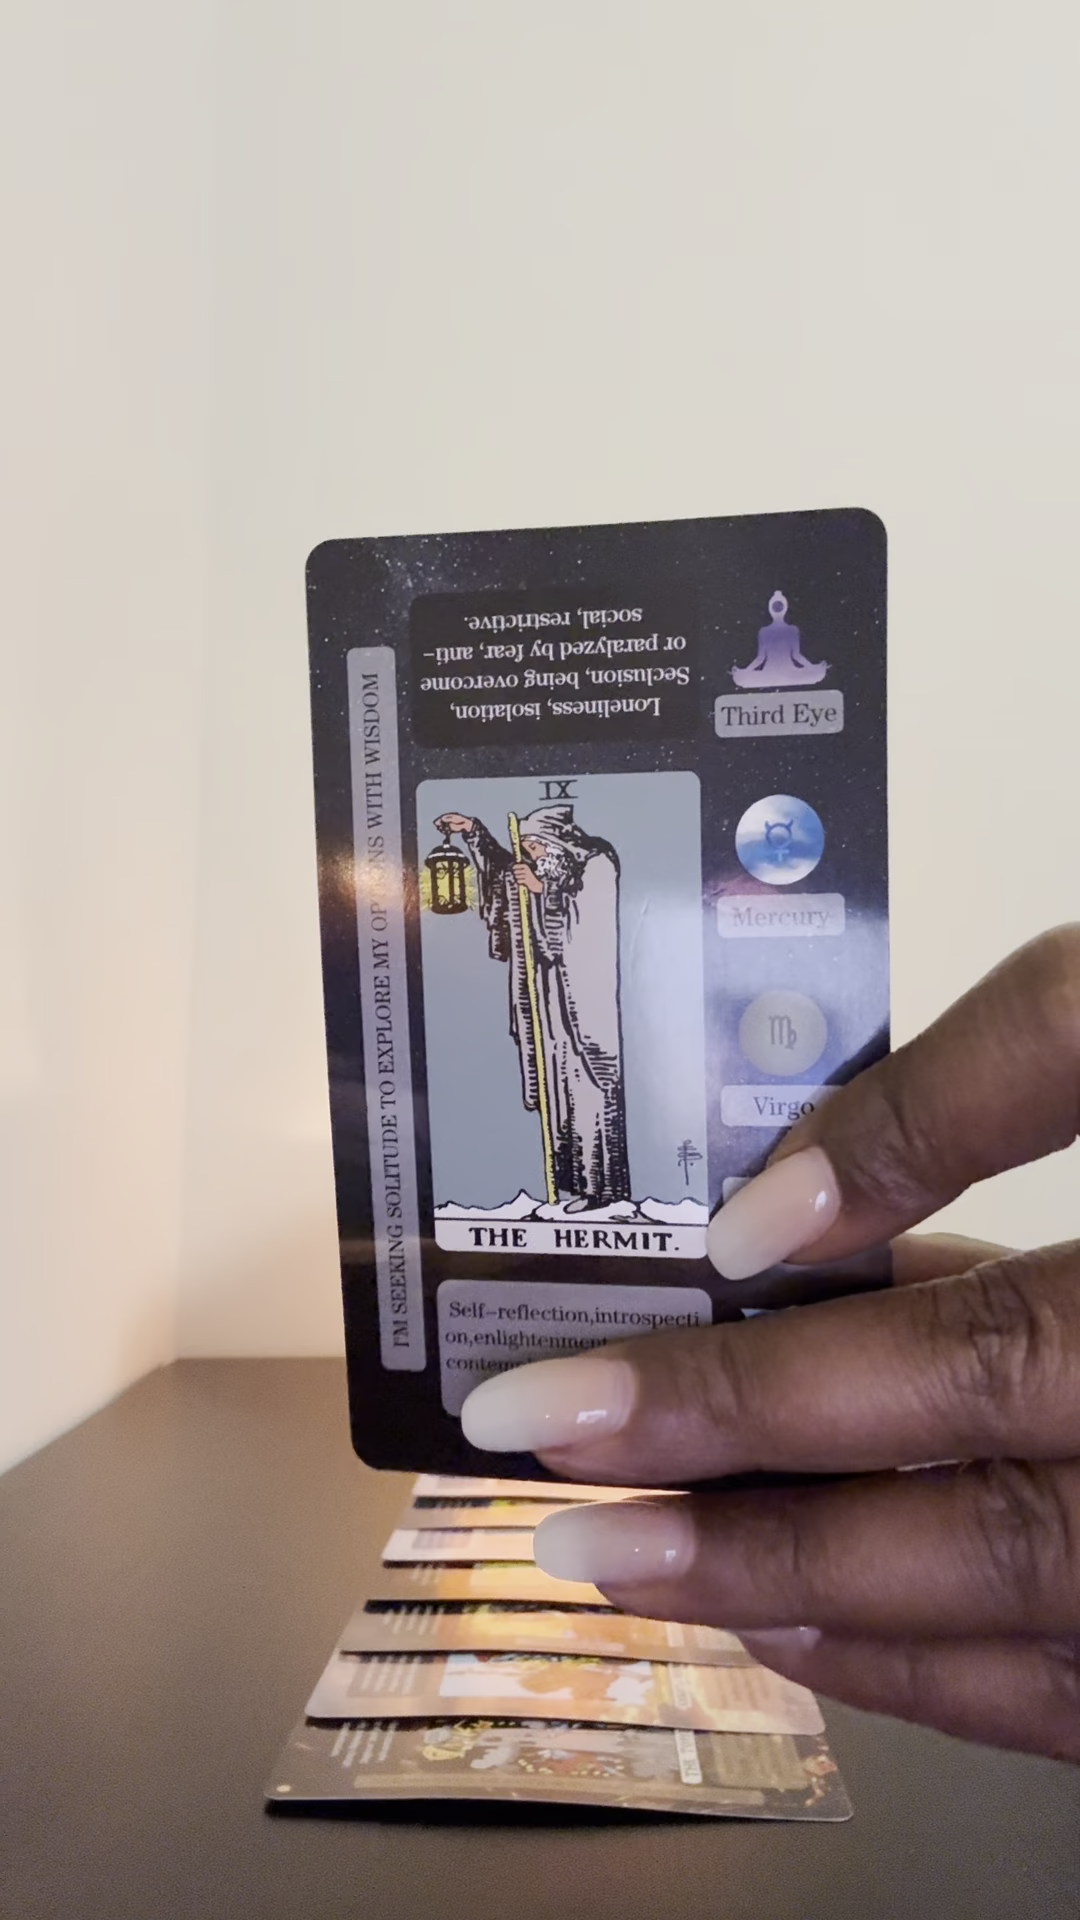 Loneliness, isolation,
Seclusion, being overcome
or paralyzed by fear, anti-
social, restrictive.
Third Eye
I'M SEEKING SOLITUDE TO EXPLORE MY OPTIONS WITH WISDOM
IX
Mercury
Virgo
THE HERMIT.
Self-reflection,introspecti
on,enlightenment